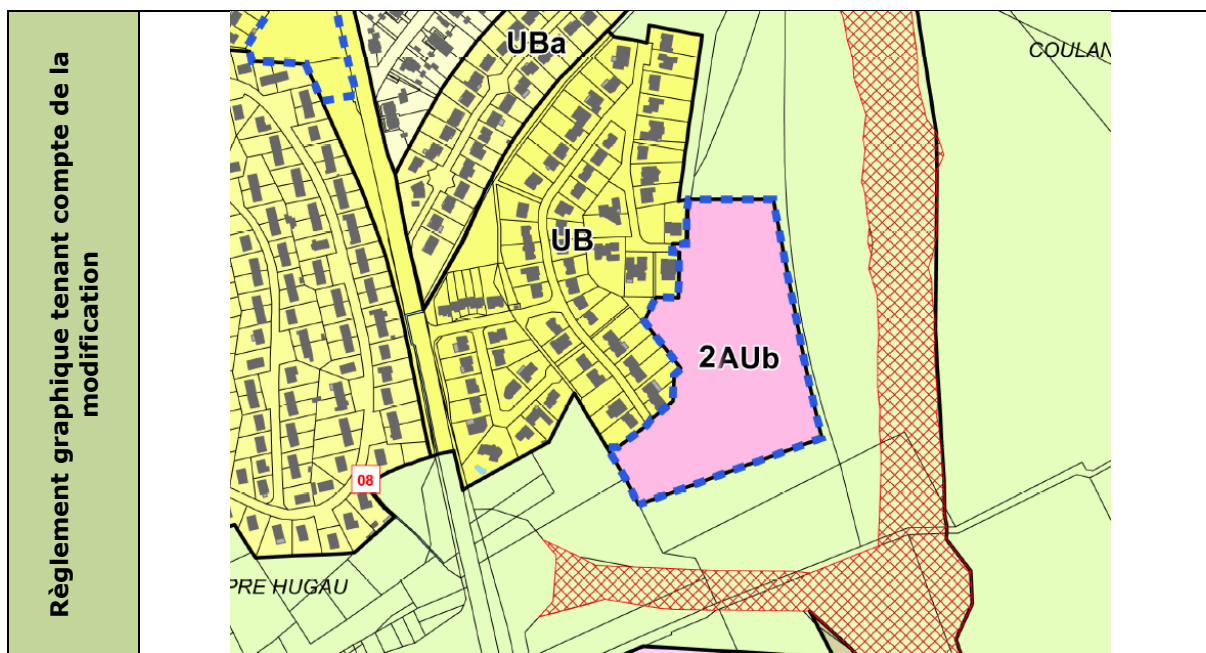 Règlement graphique tenant compte de la
modification
UBa
COULAN
UB
2AUb
08
PRE HUGAU